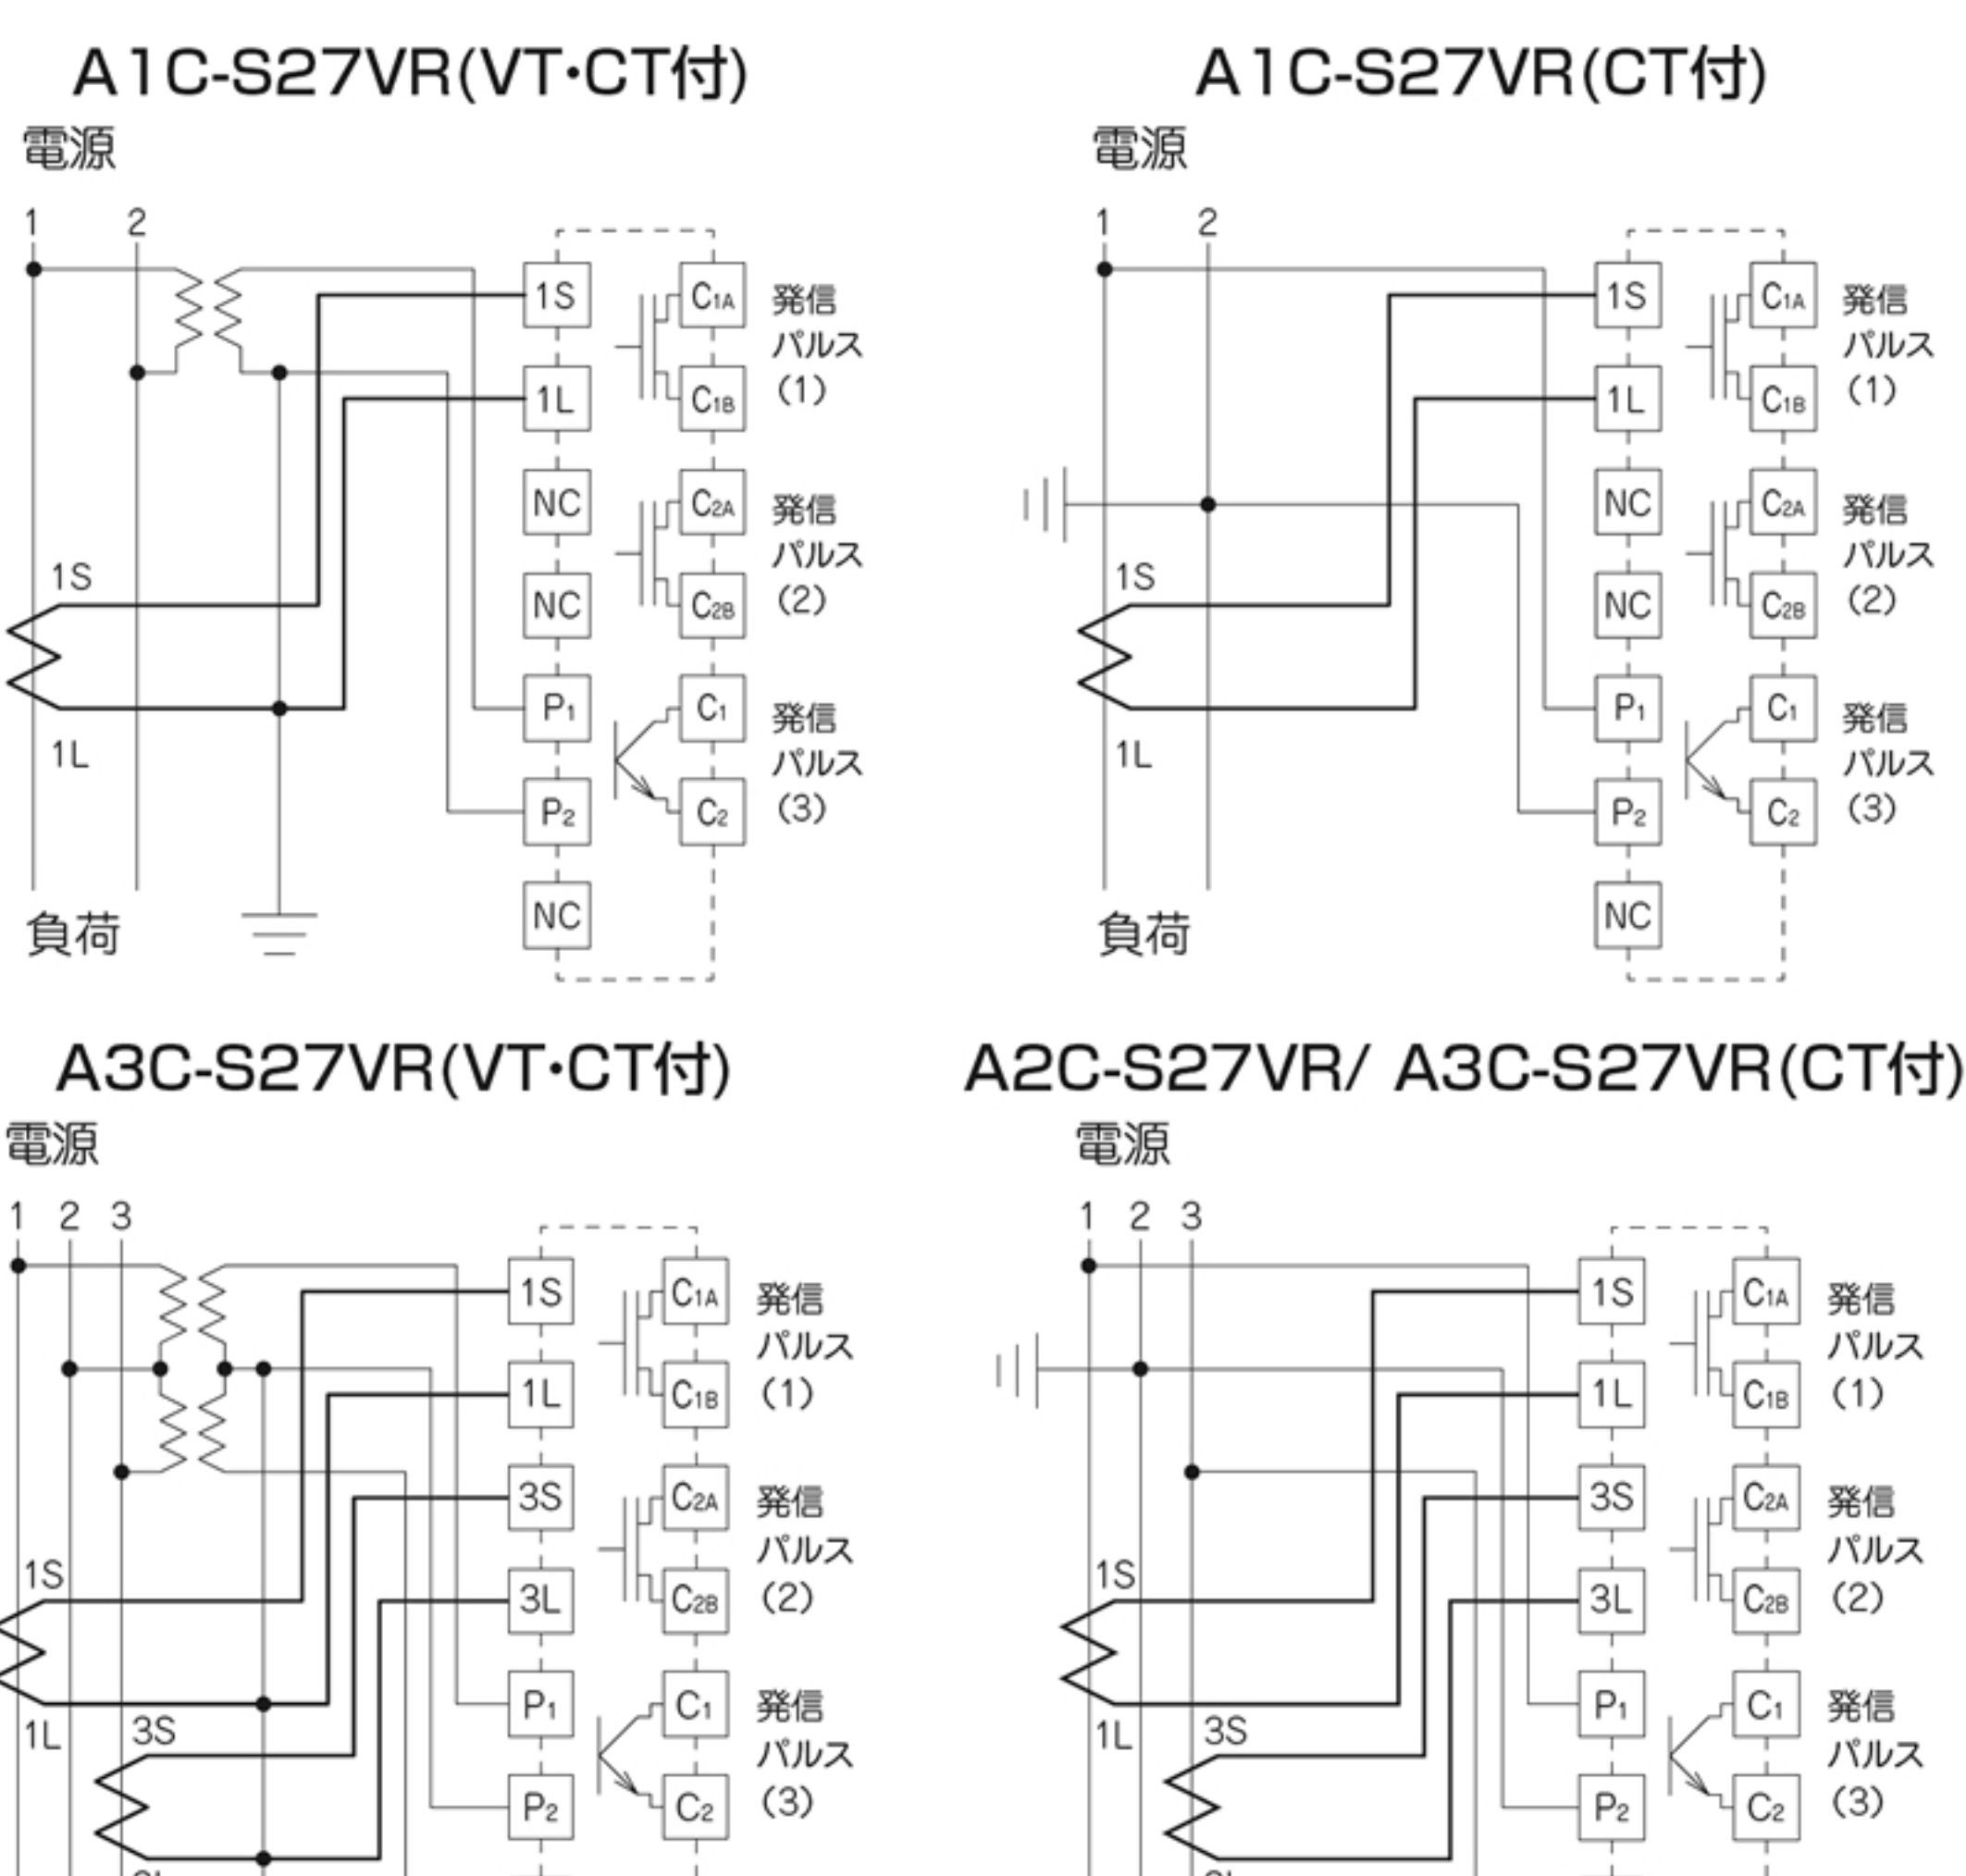 A1C-S27VR(VT・CT付)
電源
1 2
1S C1A 発信
パルス
(1)
1L C1B
NC C2A 発信
パルス
(2)
NC C2B
1S
1L
P1 C1 発信
パルス
(3)
P2 C2
NC
負荷
A1C-S27VR(CT付)
電源
1 2
1S C1A 発信
パルス
(1)
1L C1B
NC C2A 発信
パルス
(2)
NC C2B
1S
1L
P1 C1 発信
パルス
(3)
P2 C2
NC
負荷
A3C-S27VR(VT・CT付)
電源
1 2 3
1S C1A 発信
パルス
(1)
1L C1B
3S C2A 発信
パルス
(2)
3L C2B
1S
1L
3S
P1 C1 発信
パルス
(3)
P2 C2
A2C-S27VR/ A3C-S27VR(CT付)
電源
1 2 3
1S C1A 発信
パルス
(1)
1L C1B
3S C2A 発信
パルス
(2)
3L C2B
1S
1L
3S
P1 C1 発信
パルス
(3)
P2 C2